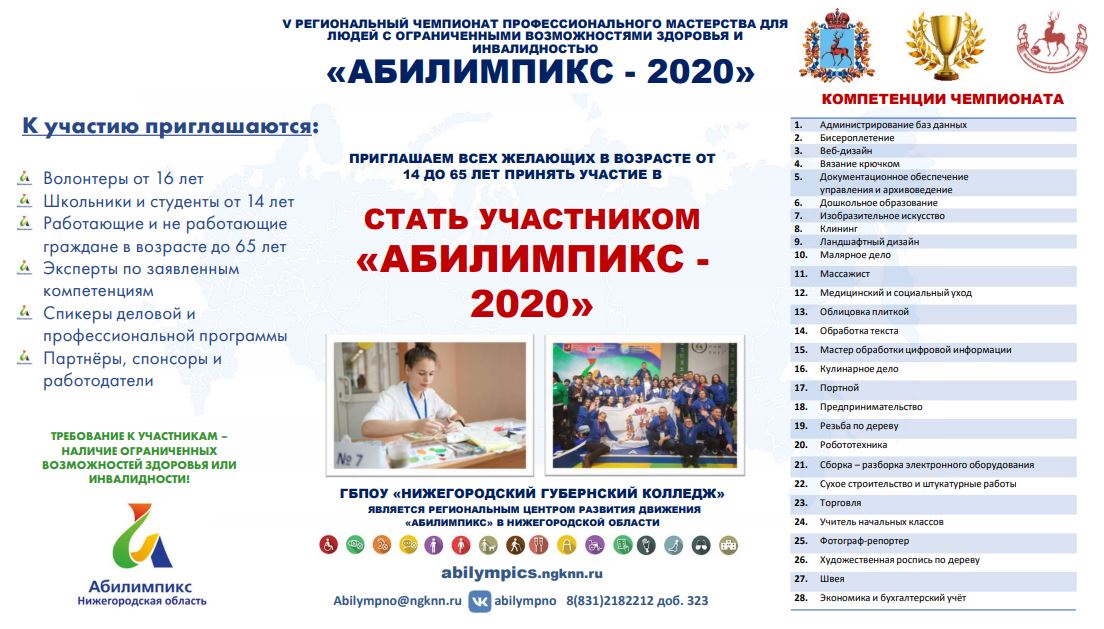 V РЕГИОНАЛЬНЫЙ ЧЕМПИОНАТ ПРОФЕССИОНАЛЬНОГО МАСТЕРСТВА ДЛЯ
ЛЮДЕЙ С ОГРАНИЧЕННЫМИ ВОЗМОЖНОСТЯМИ ЗДОРОВЬЯ И
ИНВАЛИДНОСТЬЮ
«АБИЛИМПИКС - 2020»
К участию приглашаются:
Волонтеры от 16 лет
Школьники и студенты от 14 лет
Работающие и не работающие
граждане в возрасте до 65 лет
Эксперты по заявленным
компетенциям
Спикеры деловой и
профессиональной программы
Партнёры, спонсоры и
работодатели
ТРЕБОВАНИЕ К УЧАСТНИКАМ –
НАЛИЧИЕ ОГРАНИЧЕННЫХ
ВОЗМОЖНОСТЕЙ ЗДОРОВЬЯ ИЛИ
ИНВАЛИДНОСТИ!
Абилимпикс
Нижегородская область
ПРИГЛАШАЕМ ВСЕХ ЖЕЛАЮЩИХ В ВОЗРАСТЕ ОТ
14 ДО 65 ЛЕТ ПРИНЯТЬ УЧАСТИЕ В
СТАТЬ УЧАСТНИКОМ
«АБИЛИМПИКС -
2020»
№ 7
ГБПОУ «НИЖЕГОРОДСКИЙ ГУБЕРНСКИЙ КОЛЛЕДЖ»
ЯВЛЯЕТСЯ РЕГИОНАЛЬНЫМ ЦЕНТРОМ РАЗВИТИЯ ДВИЖЕНИЯ
«АБИЛИМПИКС» В НИЖЕГОРОДСКОЙ ОБЛАСТИ
abilympics.ngknn.ru
Abilympno@ngknn.ru abilympno 8(831)2182212 доб. 323
КОМПЕТЕНЦИИ ЧЕМПИОНАТА
1. Администрирование баз данных
2. Бисероплетение
3. Веб-дизайн
4. Вязание крючком
5. Документационное обеспечение
управления и архивоведение
6. Дошкольное образование
7. Изобразительное искусство
8. Клининг
9. Ландшафтный дизайн
10. Малярное дело
11. Массажист
12. Медицинский и социальный уход
13. Облицовка плиткой
14. Обработка текста
15. Мастер обработки цифровой информации
16. Кулинарное дело
17. Портной
18. Предпринимательство
19. Резьба по дереву
20. Робототехника
21. Сборка – разборка электронного оборудования
22. Сухое строительство и штукатурные работы
23. Торговля
24. Учитель начальных классов
25. Фотограф-репортер
26. Художественная роспись по дереву
27. Швея
28. Экономика и бухгалтерский учёт